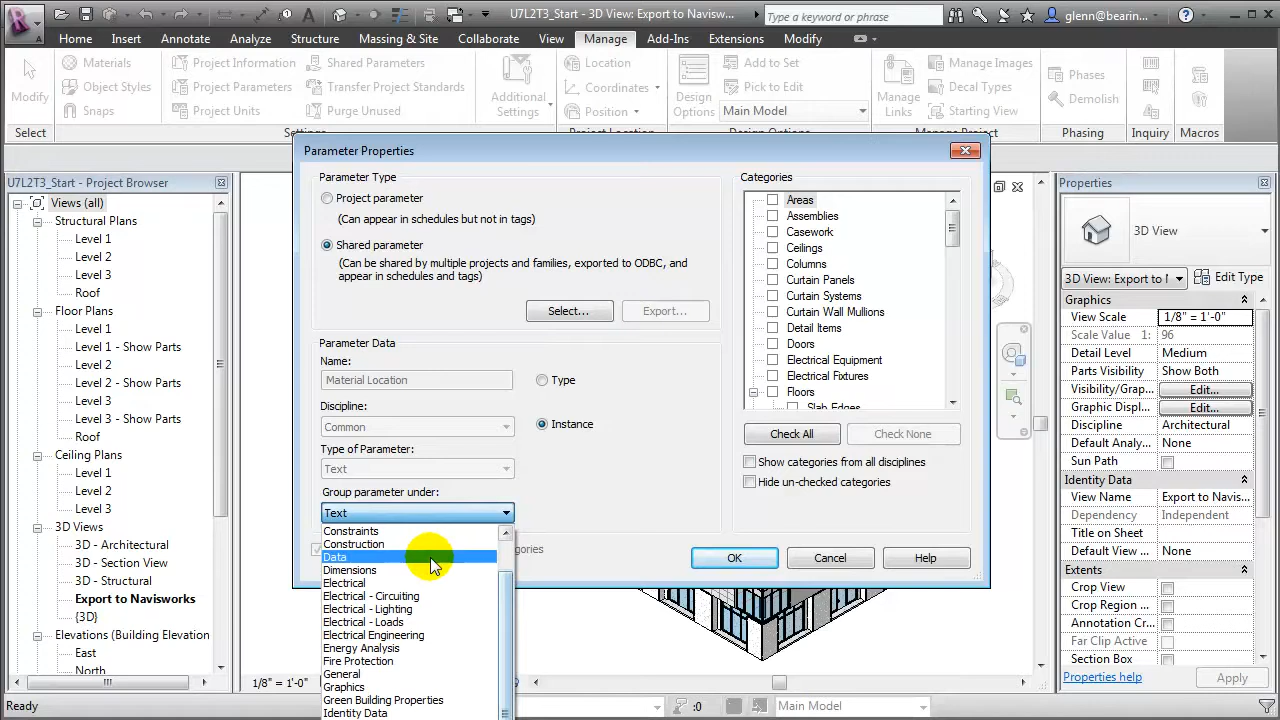 U7L2T3_Start - 3D View: Export to Navisw...
Type a keyword or phrase
glenn@bearin...
Home Insert Annotate Analyze Structure Massing & Site Collaborate View Manage Add-Ins Extensions Modify
Modify
Materials
Object Styles
Snaps
Project Information
Project Parameters
Project Units
Shared Parameters
Transfer Project Standards
Purge Unused
Additional
Settings
Location
Coordinates
Position
Design
Options
Add to Set
Pick to Edit
Main Model
Manage
Links
Manage Images
Decal Types
Starting View
Phases
Demolish
Select
Phasing
Inquiry
Macros
U7L2T3_Start - Project Browser
Views (all)
Structural Plans
Level 1
Level 2
Level 3
Roof
Floor Plans
Level 1
Level 1 - Show Parts
Level 2
Level 2 - Show Parts
Level 3
Level 3 - Show Parts
Roof
Ceiling Plans
Level 1
Level 2
Level 3
3D Views
3D - Architectural
3D - Section View
3D - Structural
Export to Navisworks
{3D}
Elevations (Building Elevation
East
North
Parameter Properties
Parameter Type
Project parameter
(Can appear in schedules but not in tags)
Shared parameter
(Can be shared by multiple projects and families, exported to ODBC, and
appear in schedules and tags)
Select...
Export...
Parameter Data
Name:
Material Location
Type
Discipline:
Common
Instance
Type of Parameter:
Text
Group parameter under:
Text
Constraints
Construction
Data
Dimensions
Electrical
Electrical - Circuiting
Electrical - Lighting
Electrical - Loads
Electrical Engineering
Energy Analysis
Fire Protection
General
Graphics
Green Building Properties
Identity Data
Categories
Areas
Assemblies
Casework
Ceilings
Columns
Curtain Panels
Curtain Systems
Curtain Wall Mullions
Detail Items
Doors
Electrical Equipment
Electrical Fixtures
Floors
Slab Edges
Check All
Check None
Show categories from all disciplines
Hide un-checked categories
OK
Cancel
Help
Properties
3D View
3D View: Export to N
Edit Type
Graphics
View Scale 1/8" = 1'-0"
Scale Value 1: 96
Detail Level Medium
Parts Visibility Show Both
Visibility/Grap... Edit...
Graphic Displ... Edit...
Discipline Architectural
Default Analy... None
Sun Path
Identity Data
View Name Export to Navisw
Dependency Independent
Title on Sheet
Referencing S...
Reference De...
Default View
Extents
Crop View
Crop Region ...
Annotation Cr...
Far Clip Active
Section Box
Properties help
Apply
1/8" = 1'-0"
Ready
:0
Main Model